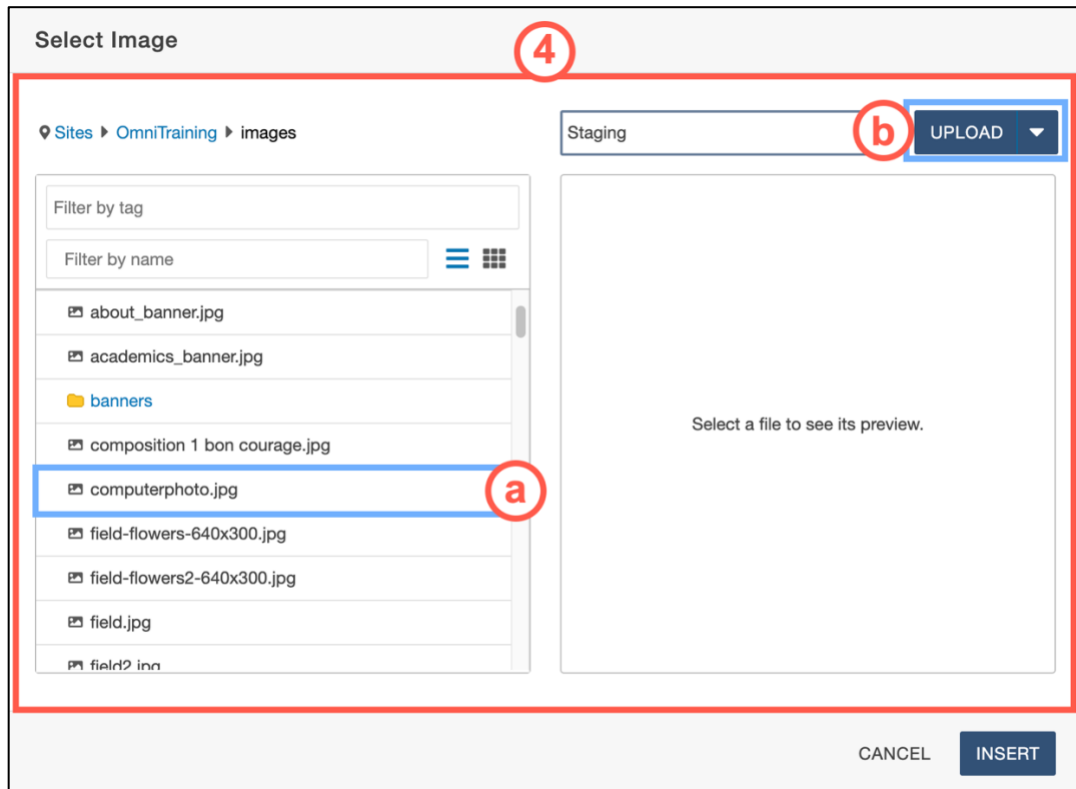 Select Image
4
Sites OmniTraining images
Staging
b
UPLOAD
Filter by tag
Filter by name
about_banner.jpg
academics_banner.jpg
banners
composition 1 bon courage.jpg
computerphoto.jpg
a
field-flowers-640x300.jpg
field-flowers2-640x300.jpg
field.jpg
field2.jpg
Select a file to see its preview.
CANCEL
INSERT